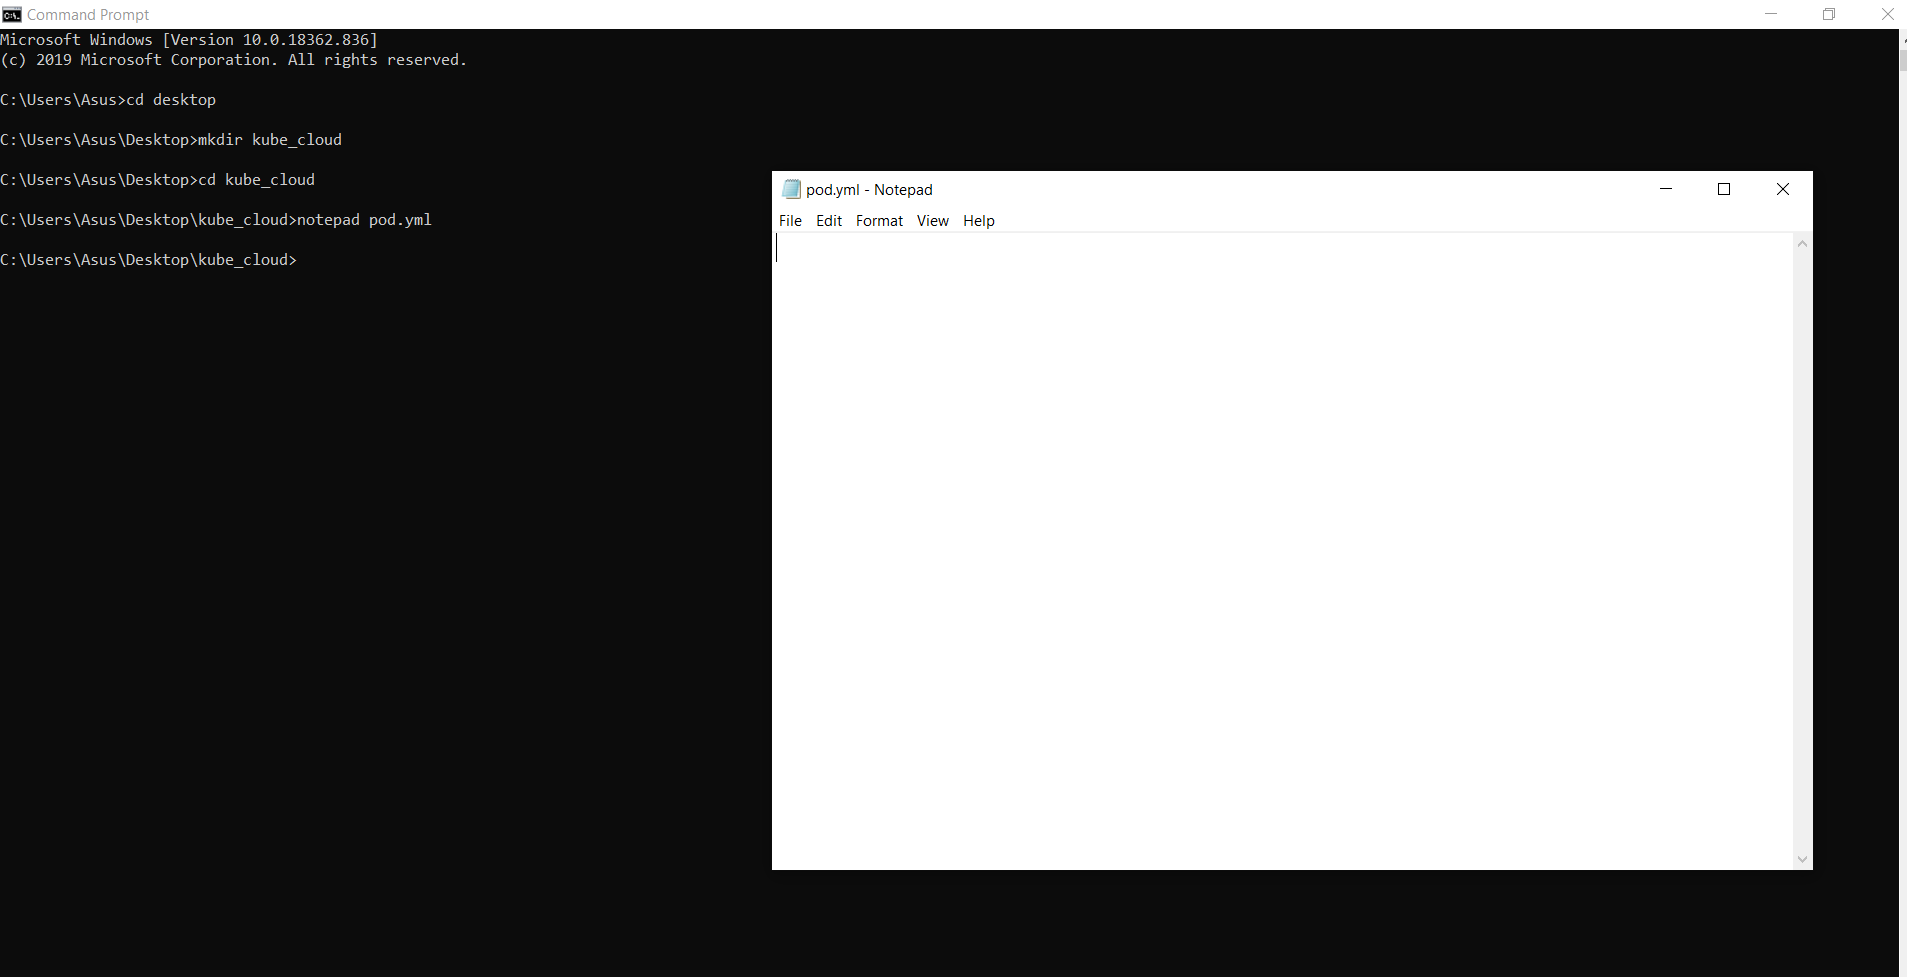 Command Prompt
Microsoft Windows [Version 10.0.18362.836]
(c) 2019 Microsoft Corporation. All rights reserved.
C:\Users\Asus>cd desktop
C:\Users\Asus\Desktop>mkdir kube_cloud
C:\Users\Asus\Desktop>cd kube_cloud
C:\Users\Asus\Desktop\kube_cloud>notepad pod.yml
C:\Users\Asus\Desktop\kube_cloud>
pod.yml - Notepad
File Edit Format View Help